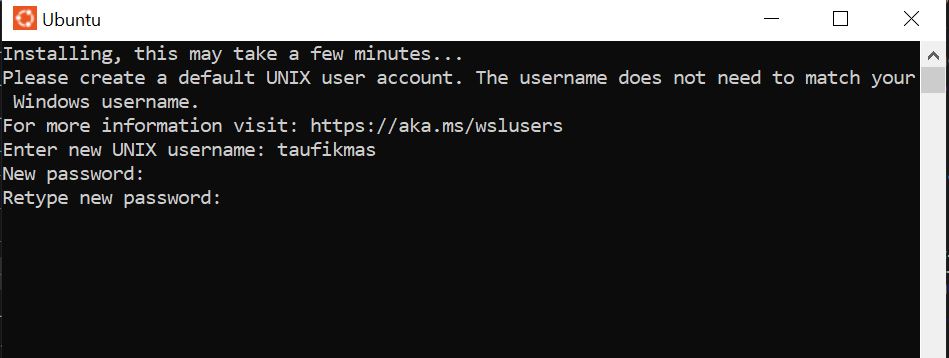 Ubuntu
Installing, this may take a few minutes...
Please create a default UNIX user account. The username does not need to match your
Windows username.
For more information visit: https://aka.ms/wslusers
Enter new UNIX username: taufikmas
New password:
Retype new password: